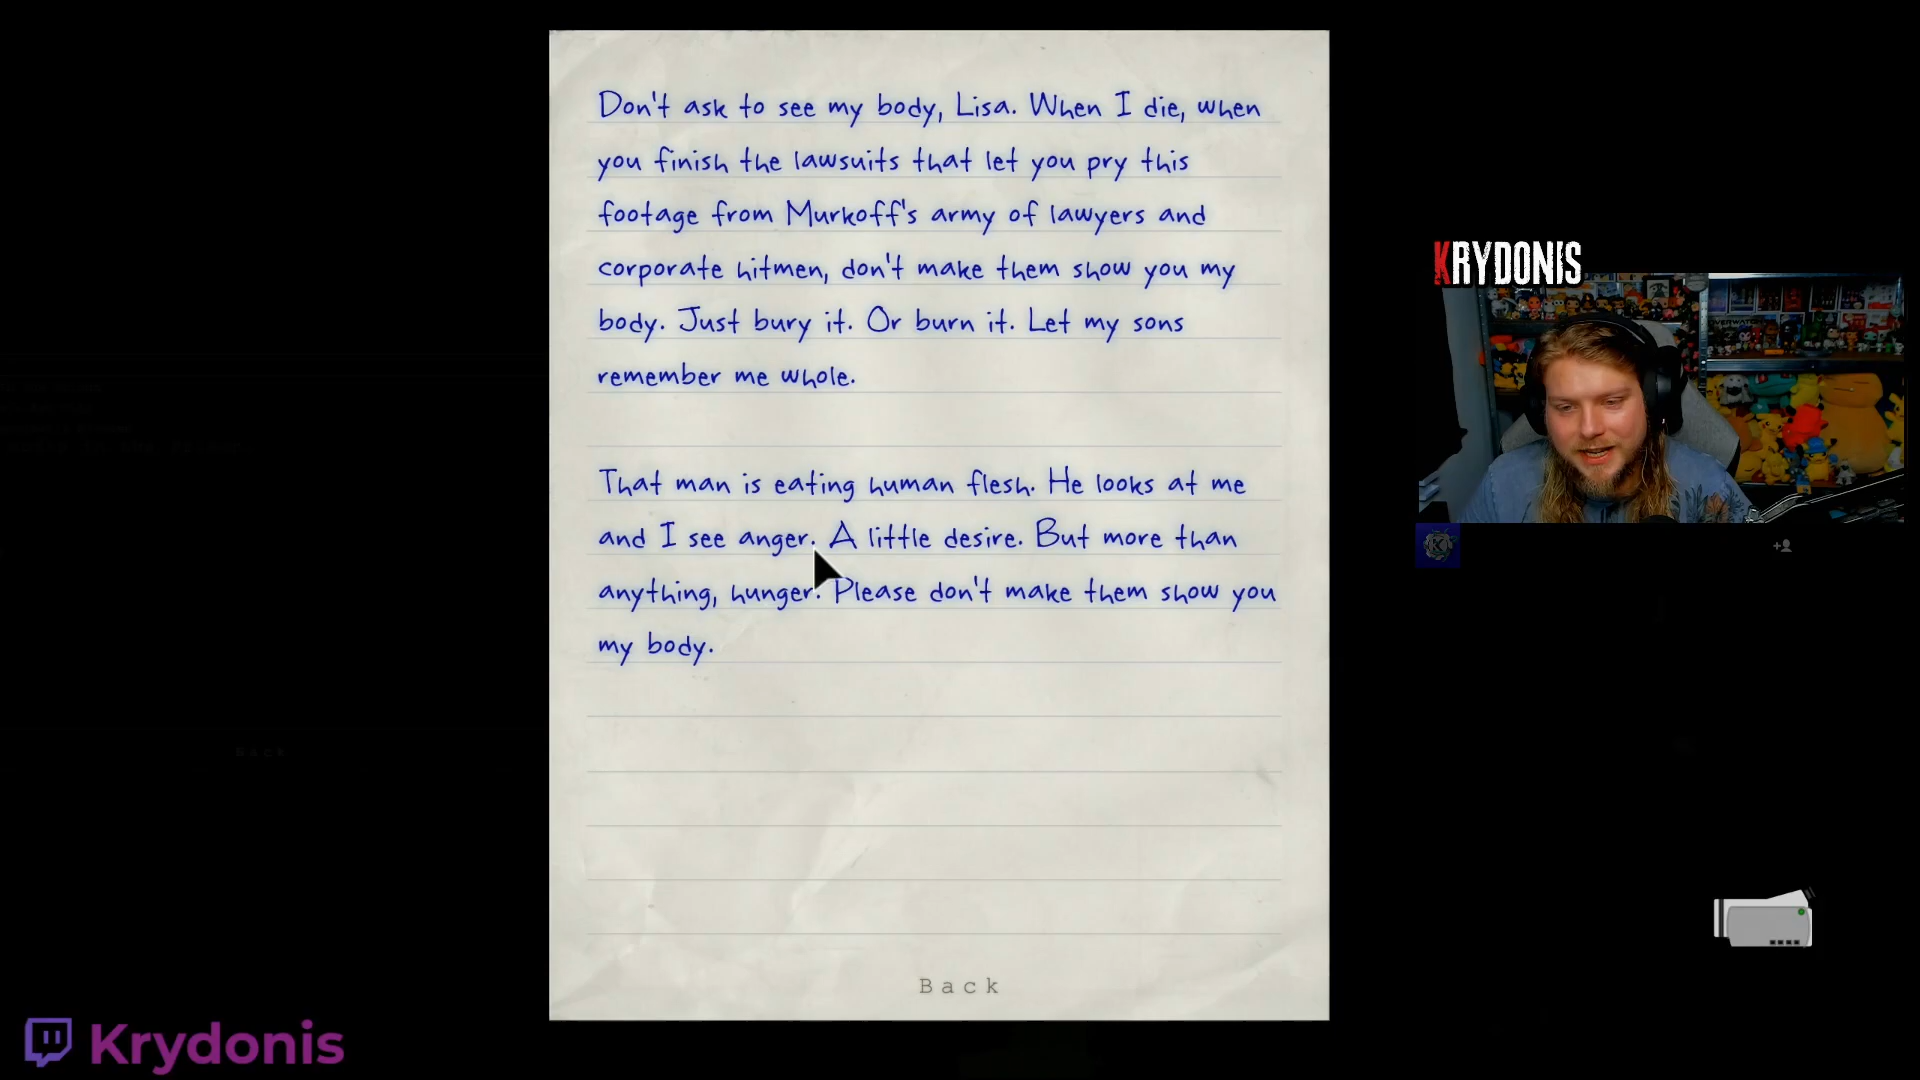 Don't ask to see my body, Lisa. When I die, when
you finish the lawsuits that let you pry this
footage from Murkoff's army of lawyers and
corporate hitmen, don't make them show you my
body. Just bury it. Or burn it. Let my sons
remember me whole.
That man is eating human flesh. He looks at me
and I see anger. A little desire. But more than
anything, hunger. Please don't make them show you
my body.
Back
KRYDONIS
Back
Krydonis